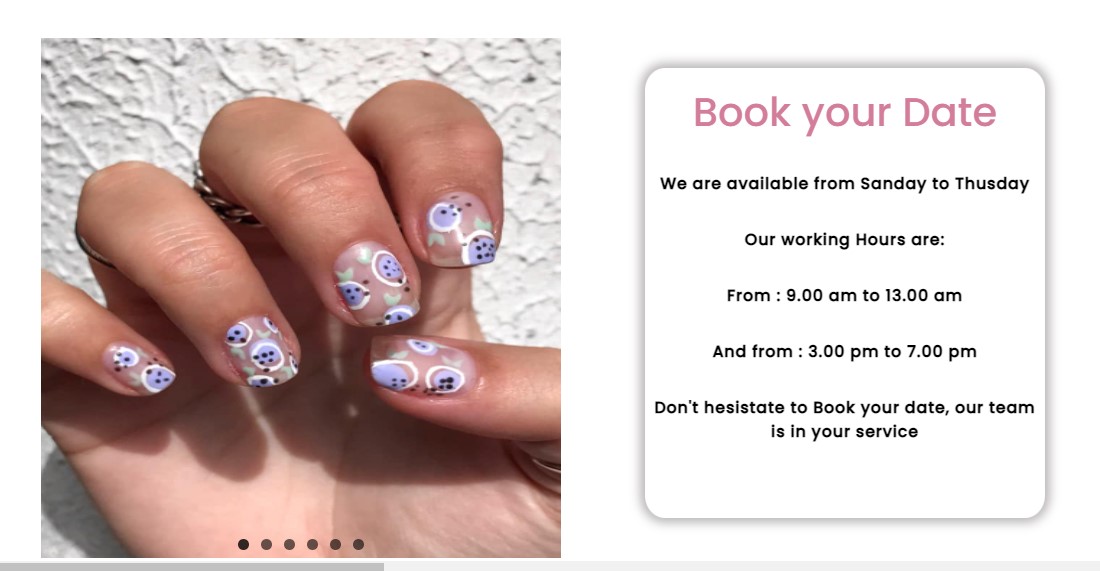 Book your Date
We are available from Sanday to Thusday
Our working Hours are:
From : 9.00 am to 13.00 am
And from : 3.00 pm to 7.00 pm
Don't hesistate to Book your date, our team
is in your service